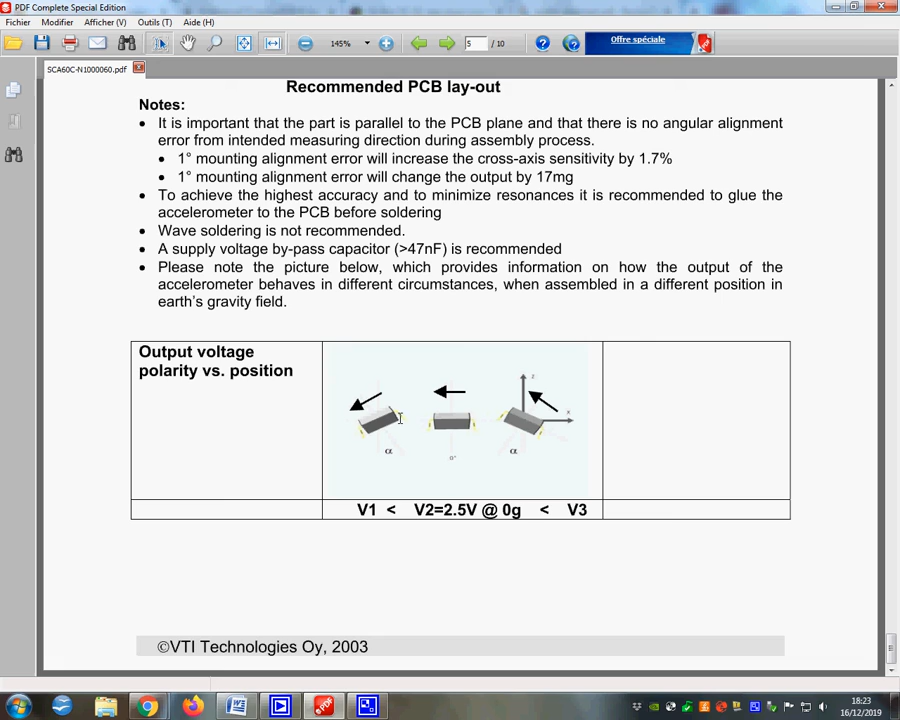 PDF Complete Special Edition
Fichier Modifier Afficher (V) Outils (T) Aide (H)
145% 5 / 10 Offre spéciale
SCA60C-N1000060.pdf
Recommended PCB lay-out
Notes:
• It is important that the part is parallel to the PCB plane and that there is no angular alignment
error from intended measuring direction during assembly process.
• 1° mounting alignment error will increase the cross-axis sensitivity by 1.7%
• 1° mounting alignment error will change the output by 17mg
• To achieve the highest accuracy and to minimize resonances it is recommended to glue the
accelerometer to the PCB before soldering
• Wave soldering is not recommended.
• A supply voltage by-pass capacitor (>47nF) is recommended
• Please note the picture below, which provides information on how the output of the
accelerometer behaves in different circumstances, when assembled in a different position in
earth's gravity field.
Output voltage
polarity vs. position
z
x
α α
0°
V1 < V2=2.5V @ 0g < V3
©VTI Technologies Oy, 2003
18:23
16/12/2019